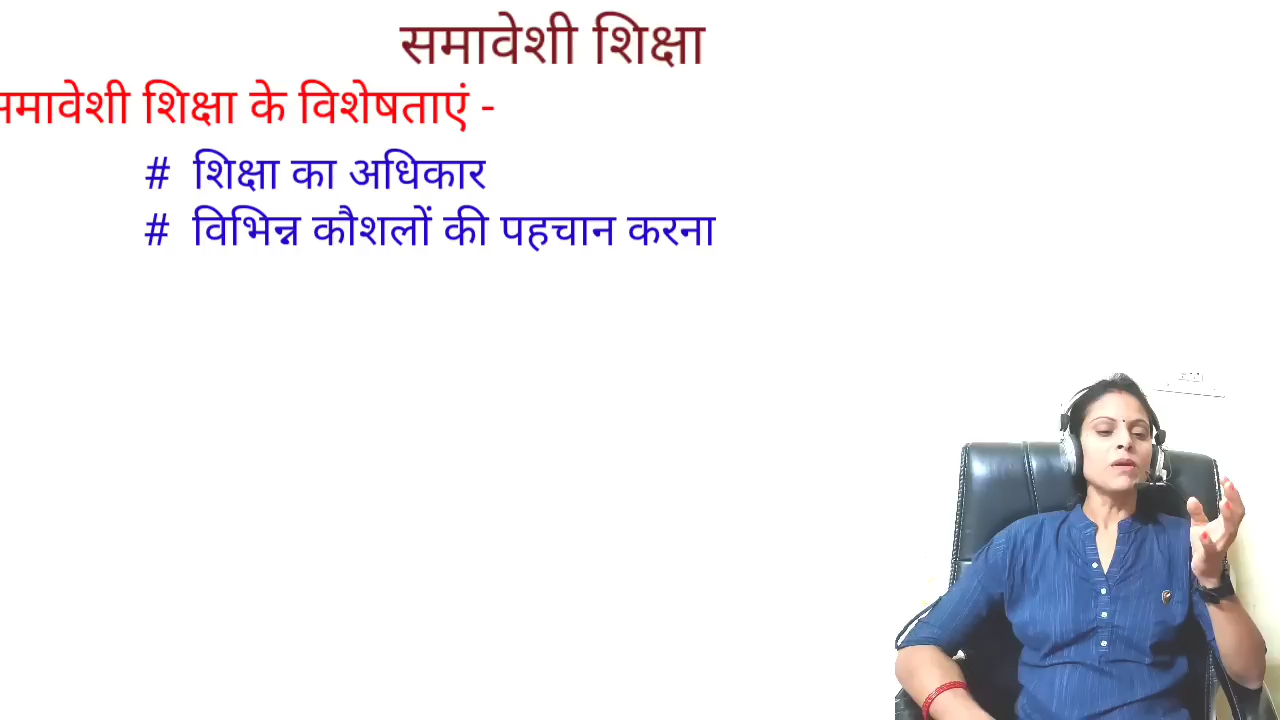 समावेशी शिक्षा
समावेशी शिक्षा के विशेषताएं -
# शिक्षा का अधिकार
# विभिन्न कौशलों की पहचान करना